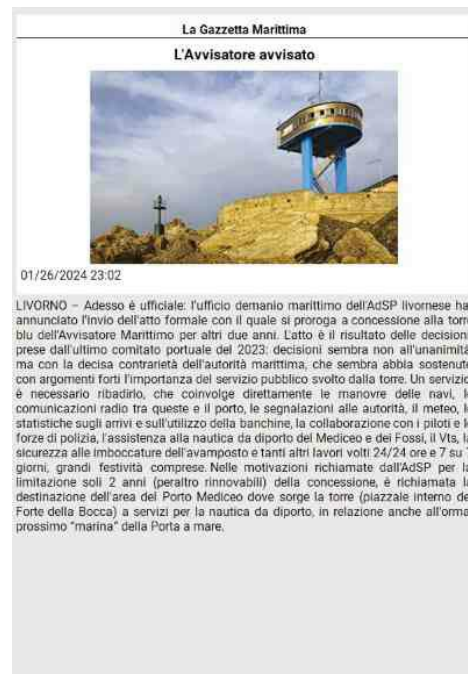 La Gazzetta Marittima
L'Avvisatore avvisato
01/26/2024 23:02
LIVORNO – Adesso è ufficiale: l'ufficio demanio marittimo dell'AdSP livornese ha
annunciato l'invio dell'atto formale con il quale si proroga a concessione alla torre
blu dell'Avvisatore Marittimo per altri due anni. L'atto è il risultato delle decisioni
prese dall'ultimo comitato portuale del 2023: decisioni sembra non all'unanimità
ma con la decisa contrarietà dell'autorità marittima, che sembra abbia sostenuto
con argomenti forti l'importanza del servizio pubblico svolto dalla torre. Un servizio
è necessario ribadirlo, che coinvolge direttamente le manovre delle navi, l
comunicazioni radio tra queste e il porto, le segnalazioni alle autorità, il meteo, l
statistiche sugli arrivi e sull'utilizzo della banchine, la collaborazione con i piloti e l
forze di polizia, l'assistenza alla nautica da diporto del Mediceo e dei Fossi, il Vts, la
sicurezza alle imboccature dell'avamposto e tanti altri lavori volti 24/24 ore e 7 su 7
giorni, grandi festività comprese. Nelle motivazioni richiamate dall'AdSP per la
limitazione soli 2 anni (peraltro rinnovabili) della concessione, è richiamata la
destinazione dell'area del Porto Mediceo dove sorge la torre (piazzale interno de
Forte della Bocca) a servizi per la nautica da diporto, in relazione anche all'orma
prossimo "marina" della Porta a mare.